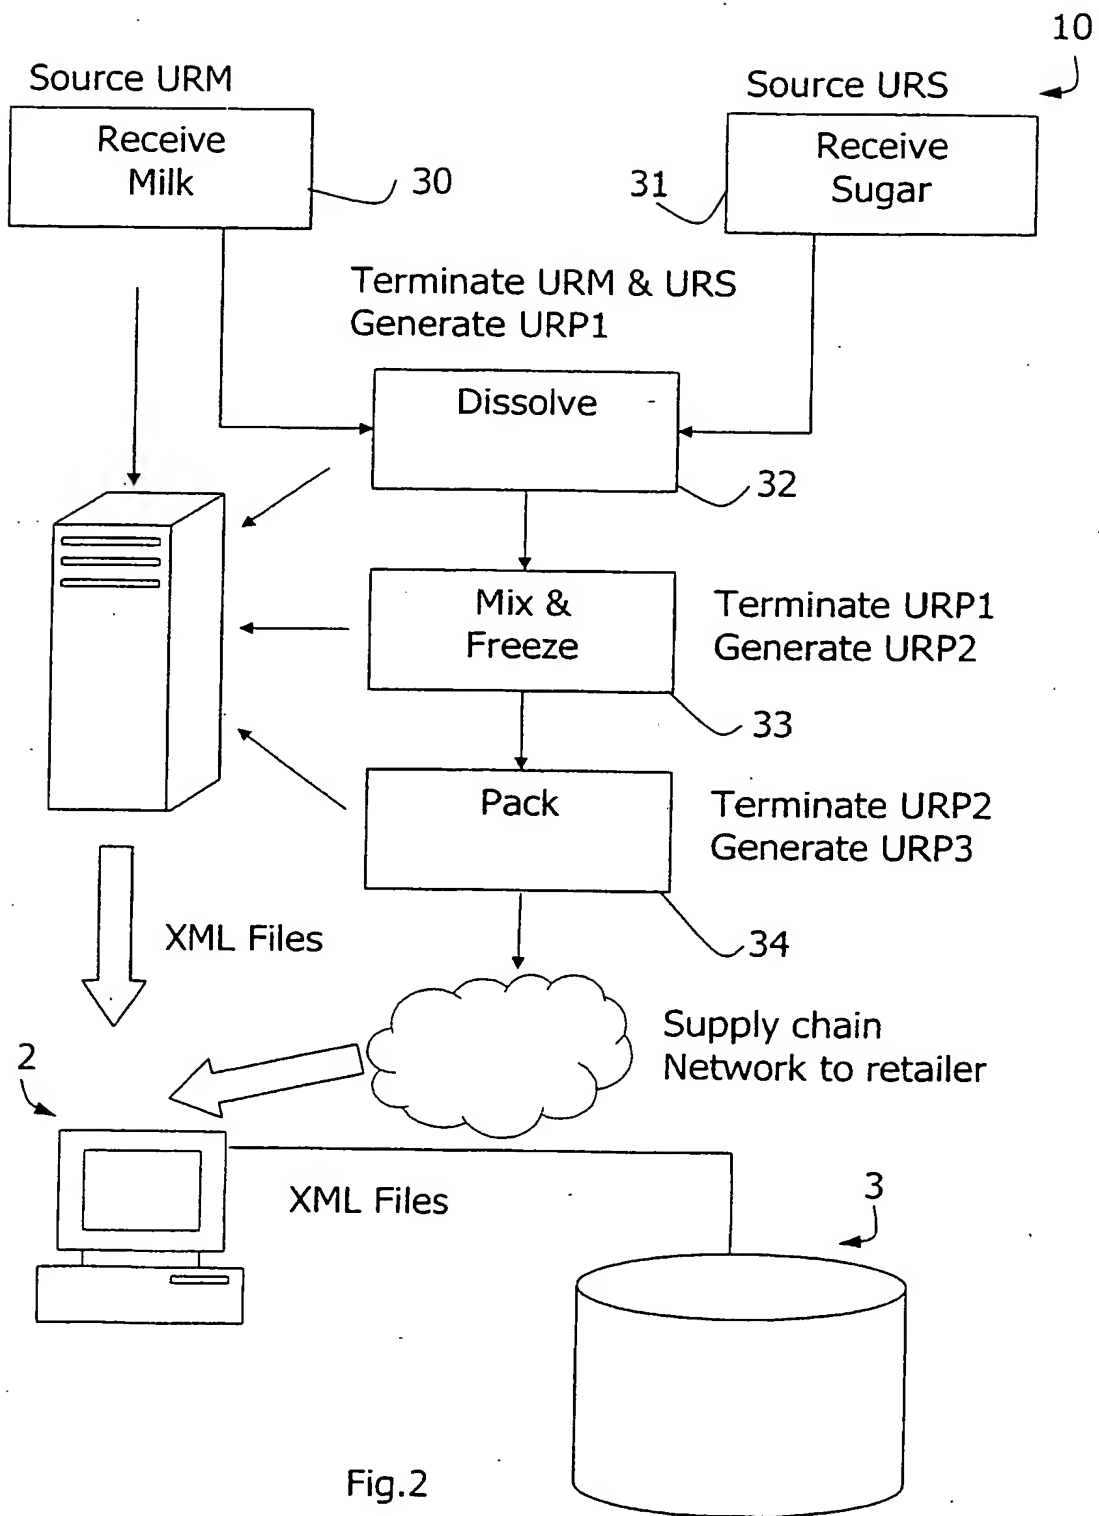 10
Source URM
Source URS
Receive
Milk
30
31
Receive
Sugar
Terminate URM & URS
Generate URP1
Dissolve
32
Mix &
Freeze
Terminate URP1
Generate URP2
33
Pack
Terminate URP2
Generate URP3
34
XML Files
Supply chain
Network to retailer
2
XML Files
3
Fig.2